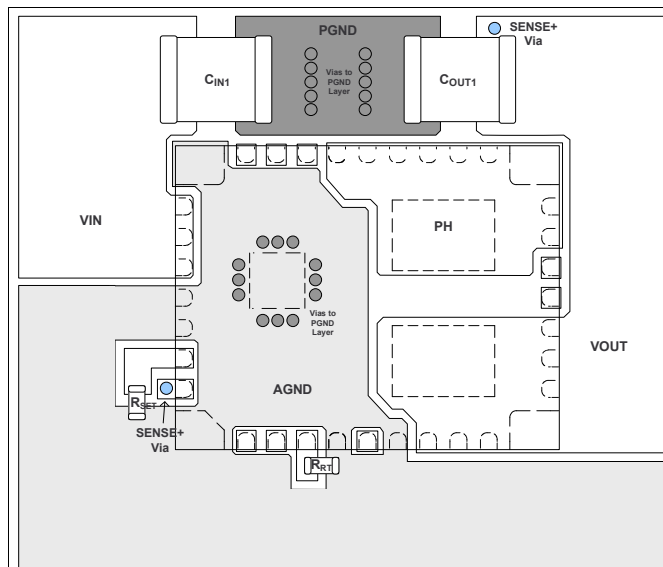 PGND
SENSE+
Via
CIN1
Vias to
PGND
Layer
COUT1
VIN
PH
Vias to
PGND
Layer
VOUT
AGND
RSET
SENSE+
Via
RRT